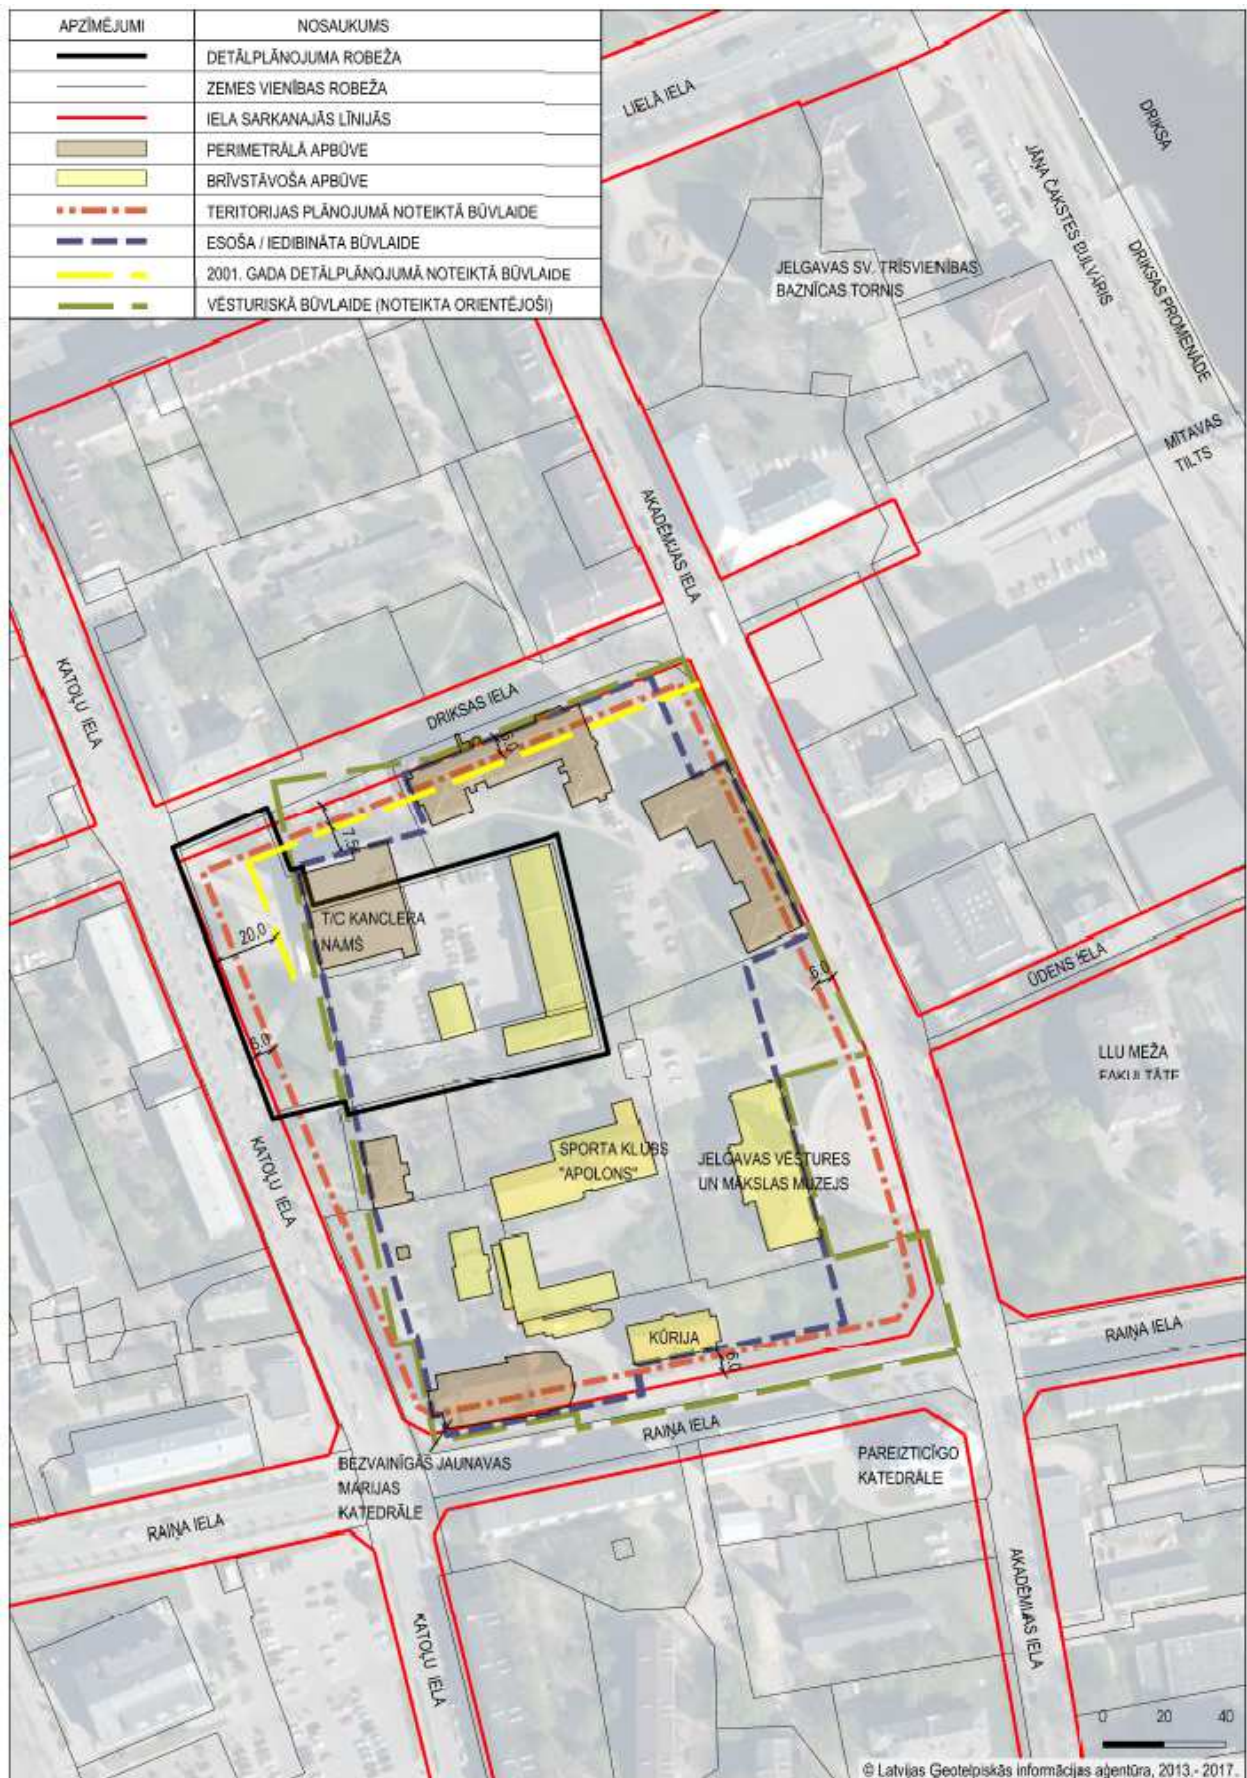 APZĪMĒJUMI NOSAUKUMS
DETĀLPLĀNOJUMA ROBEŽA
ZEMES VIENĪBAS ROBEŽA
IELA SARKANAJĀS LĪNIJĀS
PERIMETRĀLĀ APBŪVE
BRĪVSTĀVOŠA APBŪVE
TERITORIJAS PLĀNOJUMĀ NOTEIKTĀ BŪVLAIDE
ESOŠA / IEDIBINĀTA BŪVLAIDE
2001. GADA DETĀLPLĀNOJUMĀ NOTEIKTĀ BŪVLAIDE
VĒSTURISKĀ BŪVLAIDE (NOTEIKTA ORIENTĒJOŠI)
LIELĀ IELA
DRIKSA
JĀŅA ČAKSTES BULVĀRIS
DRIKSAS PROMENĀDE
JELGAVAS SV. TRĪSVIENĪBAS
BAZNĪCAS TORNIS
MĪTAVAS
TILTS
AKADĒMIJAS IELA
KATOĻU IELA
DRIKSAS IELA
6,0
7,5
T/C KANCLERA
NAMS
20,0
6,0
6,0
ŪDENS IELA
LLU MEŽA
FAKULTĀTE
KATOĻU IELA
SPORTA KLUBS
"APOLONS"
JELGAVAS VĒSTURES
UN MĀKSLAS MUZEJS
KŪRIJA
6,0
RAIŅA IELA
RAIŅA IELA
BEZVAINĪGĀS JAUNAVAS
MARIJAS
KATEDRĀLE
PAREIZTICĪGO
KATEDRĀLE
RAIŅA IELA
AKADĒMIJAS IELA
KATOĻU IELA
0 20 40
© Latvijas Ģeotelpiskās informācijas aģentūra, 2013.- 2017.